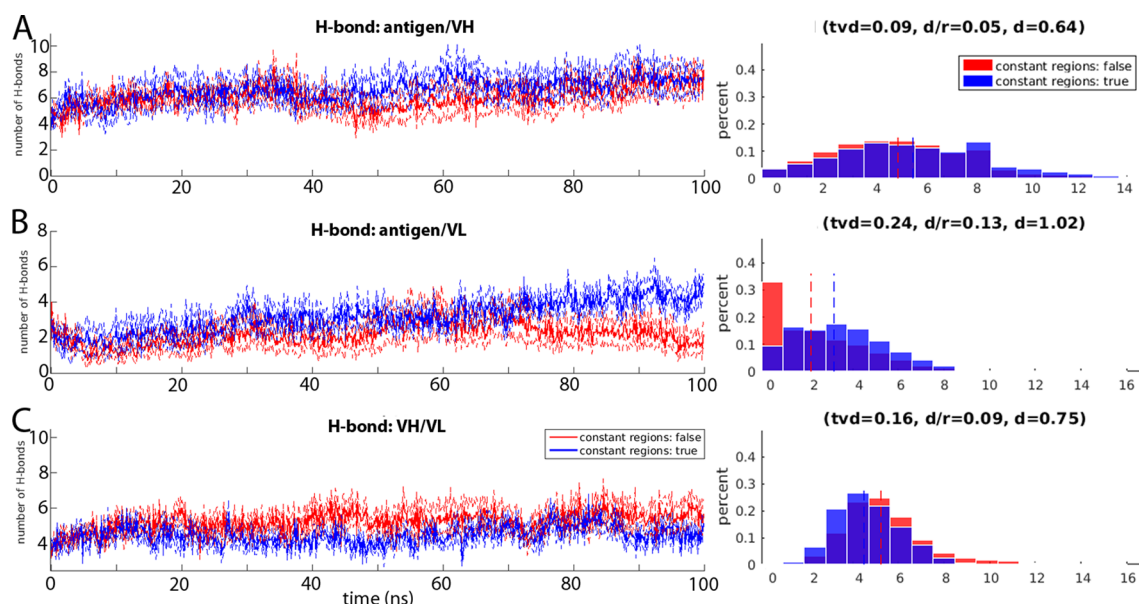 A
H-bond: antigen/VH
number of H-bonds
10
8
6
4
2
0
0 20 40 60 80 100
(tvd=0.09, d/r=0.05, d=0.64)
constant regions: false
constant regions: true
percent
0.4
0.3
0.2
0.1
0
0 2 4 6 8 10 12 14
B
H-bond: antigen/VL
number of H-bonds
8
6
4
2
0
0 20 40 60 80 100
(tvd=0.24, d/r=0.13, d=1.02)
percent
0.4
0.3
0.2
0.1
0
0 2 4 6 8 10 12 14 16
C
H-bond: VH/VL
number of H-bonds
10
8
6
4
constant regions: false
constant regions: true
0 20 40 60 80 100
time (ns)
(tvd=0.16, d/r=0.09, d=0.75)
percent
0.4
0.3
0.2
0.1
0
2 4 6 8 10 12 14 16